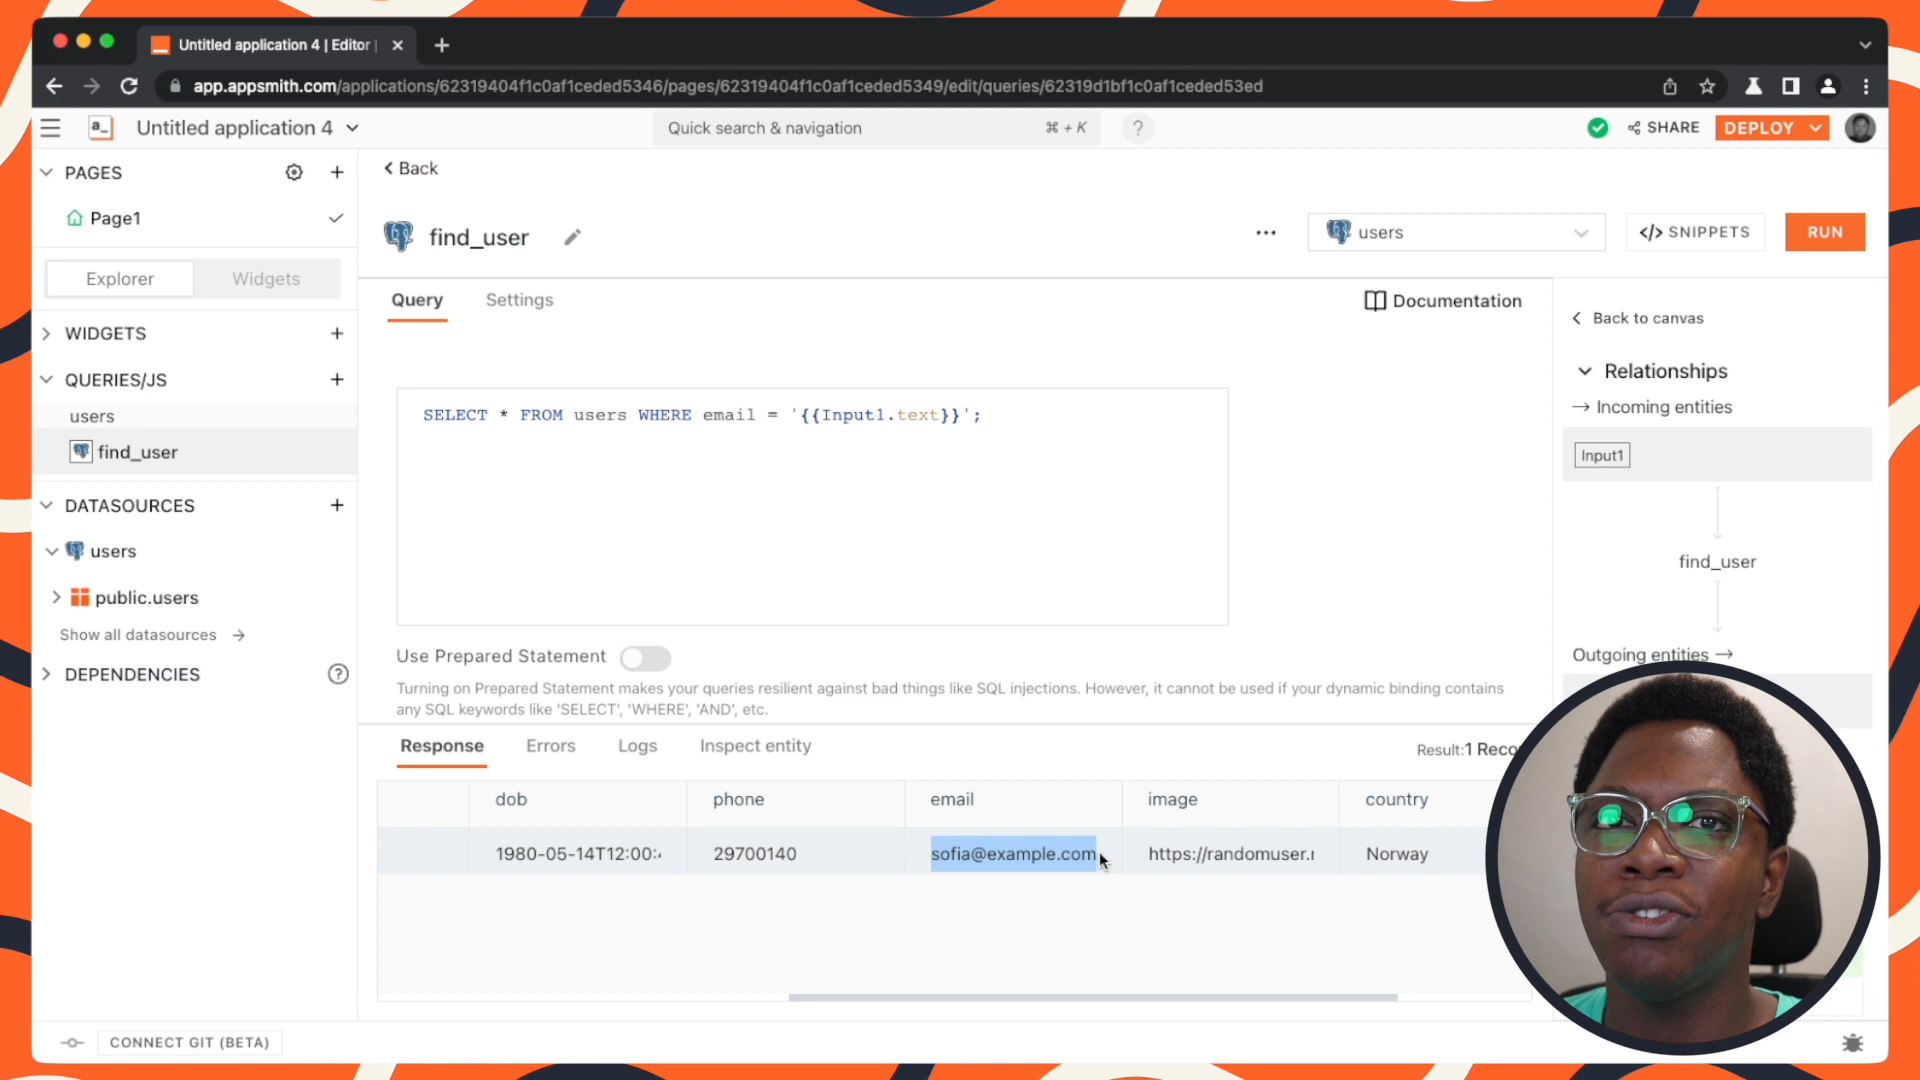 Untitled application 4 | Editor |
app.appsmith.com/applications/62319404f1c0af1ceded5346/pages/62319404f1c0af1ceded5349/edit/queries/62319d1bf1c0af1ceded53ed
a_
Untitled application 4
Quick search & navigation ⌘ + K
?
SHARE
DEPLOY
PAGES
Page1
Explorer
Widgets
WIDGETS
QUERIES/JS
users
find_user
DATASOURCES
users
public.users
Show all datasources →
DEPENDENCIES
?
Back
find_user
users
</> SNIPPETS
RUN
Query
Settings
Documentation
SELECT * FROM users WHERE email = '{{Input1.text}}';
Use Prepared Statement
Turning on Prepared Statement makes your queries resilient against bad things like SQL injections. However, it cannot be used if your dynamic binding contains
any SQL keywords like 'SELECT', 'WHERE', 'AND', etc.
Back to canvas
Relationships
→ Incoming entities
Input1
find_user
Outgoing entities →
Response
Errors
Logs
Inspect entity
Result:1 Reco
dob
phone
email
image
country
1980-05-14T12:00:
29700140
sofia@example.com
https://randomuser.
Norway
CONNECT GIT (BETA)